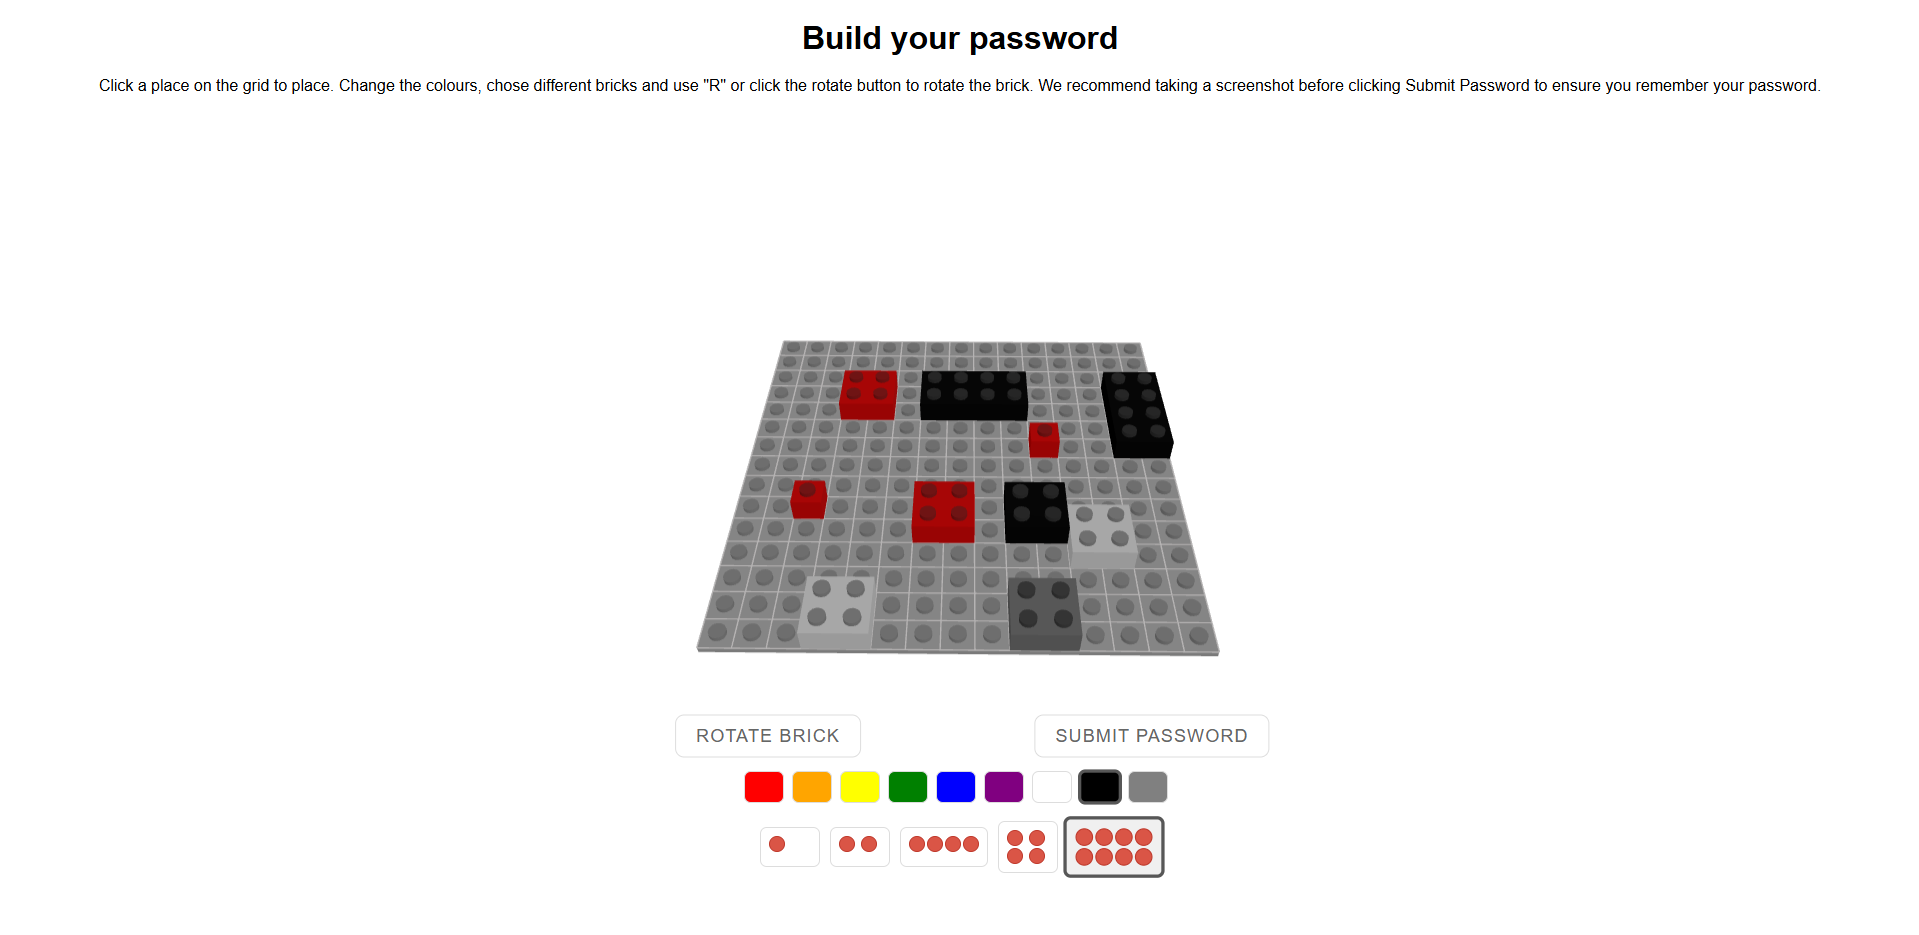 Build your password
Click a place on the grid to place. Change the colours, chose different bricks and use "R" or click the rotate button to rotate the brick. We recommend taking a screenshot before clicking Submit Password to ensure you remember your password.
ROTATE BRICK
SUBMIT PASSWORD